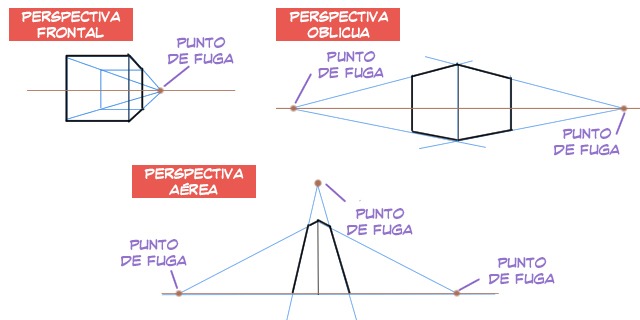 PERSPECTIVA
FRONTAL
PUNTO
DE FUGA
PERSPECTIVA
OBLICUA
PUNTO
DE FUGA
PUNTO
DE FUGA
PERSPECTIVA
AÉREA
PUNTO
DE FUGA
PUNTO
DE FUGA
PUNTO
DE FUGA